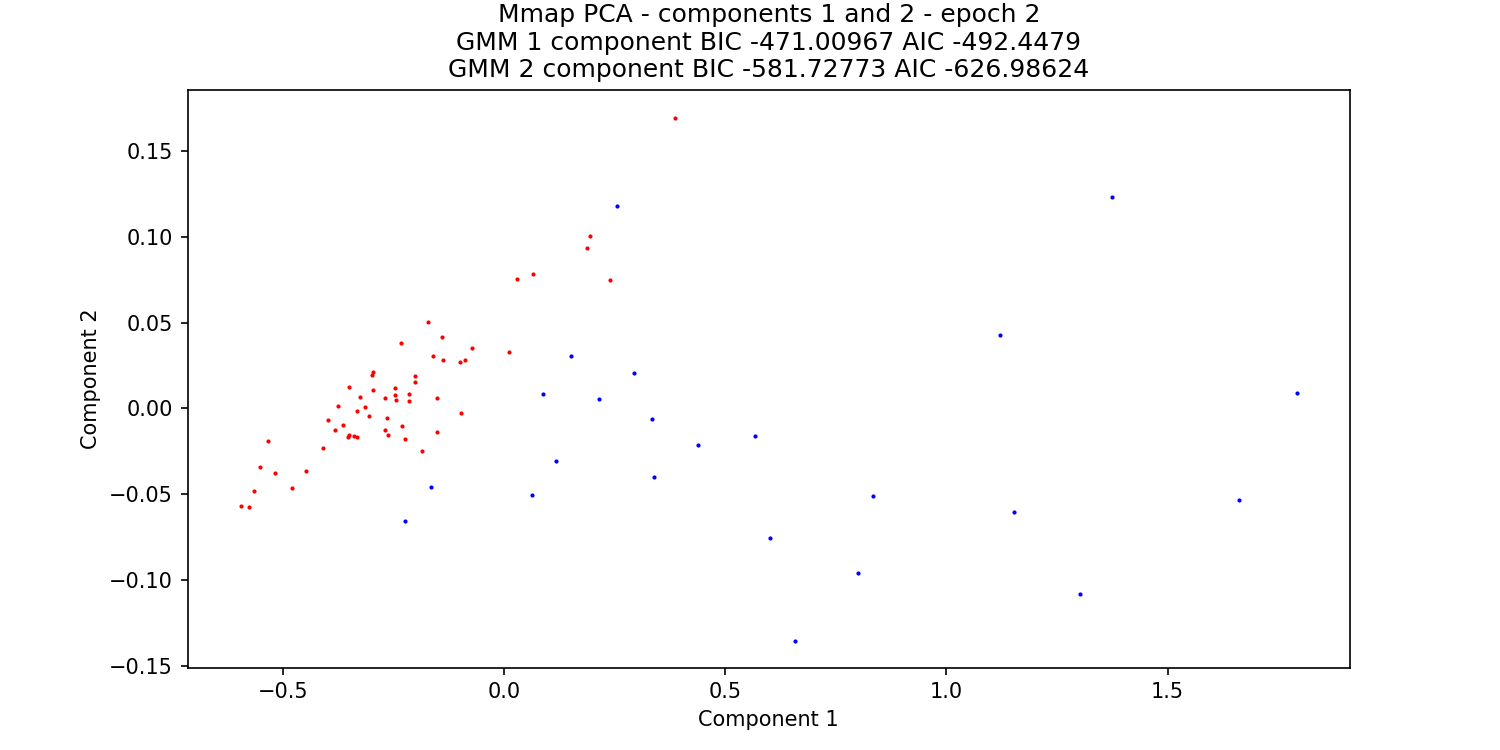 Mmap PCA - components 1 and 2 - epoch 2
GMM 1 component BIC -471.00967 AIC -492.4479
GMM 2 component BIC -581.72773 AIC -626.98624
Component 2
0.15
0.10
0.05
0.00
−0.05
−0.10
−0.15
−0.5 0.0 0.5 1.0 1.5
Component 1